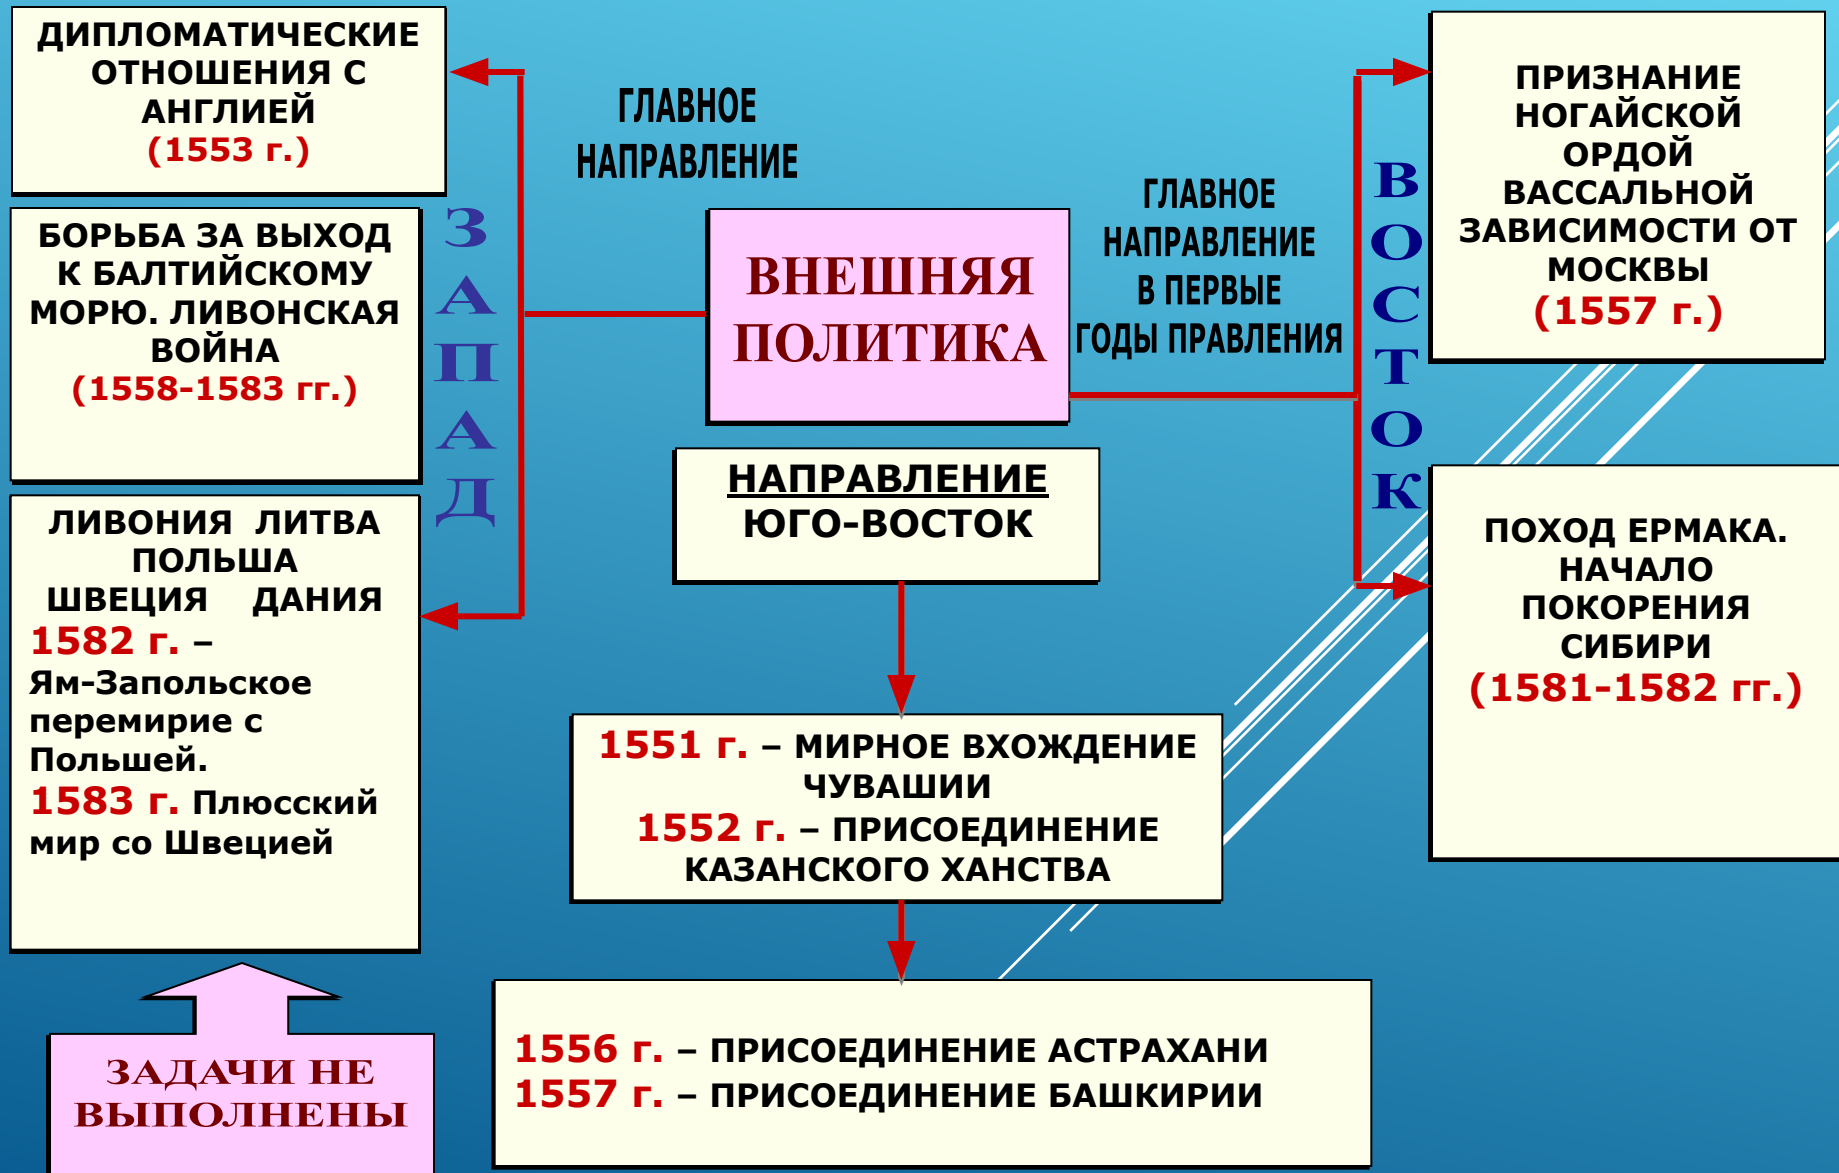 ДИПЛОМАТИЧЕСКИЕ
ОТНОШЕНИЯ С
АНГЛИЕЙ
(1553 г.)
БОРЬБА ЗА ВЫХОД
К БАЛТИЙСКОМУ
МОРЮ. ЛИВОНСКАЯ
ВОЙНА
(1558-1583 гг.)
ЛИВОНИЯ ЛИТВА
ПОЛЬША
ШВЕЦИЯ ДАНИЯ
1582 г. –
Ям-Запольское
перемирие с
Польшей.
1583 г. Плюсский
мир со Швецией
ЗАДАЧИ НЕ
ВЫПОЛНЕНЫ
ЗАПАД
ГЛАВНОЕ
НАПРАВЛЕНИЕ
ВНЕШНЯЯ
ПОЛИТИКА
НАПРАВЛЕНИЕ
ЮГО-ВОСТОК
1551 г. – МИРНОЕ ВХОЖДЕНИЕ
ЧУВАШИИ
1552 г. – ПРИСОЕДИНЕНИЕ
КАЗАНСКОГО ХАНСТВА
1556 г. – ПРИСОЕДИНЕНИЕ АСТРАХАНИ
1557 г. – ПРИСОЕДИНЕНИЕ БАШКИРИИ
ГЛАВНОЕ
НАПРАВЛЕНИЕ
В ПЕРВЫЕ
ГОДЫ ПРАВЛЕНИЯ
ВОСТОК
ПРИЗНАНИЕ
НОГАЙСКОЙ
ОРДОЙ
ВАССАЛЬНОЙ
ЗАВИСИМОСТИ ОТ
МОСКВЫ
(1557 г.)
ПОХОД ЕРМАКА.
НАЧАЛО
ПОКОРЕНИЯ
СИБИРИ
(1581-1582 гг.)